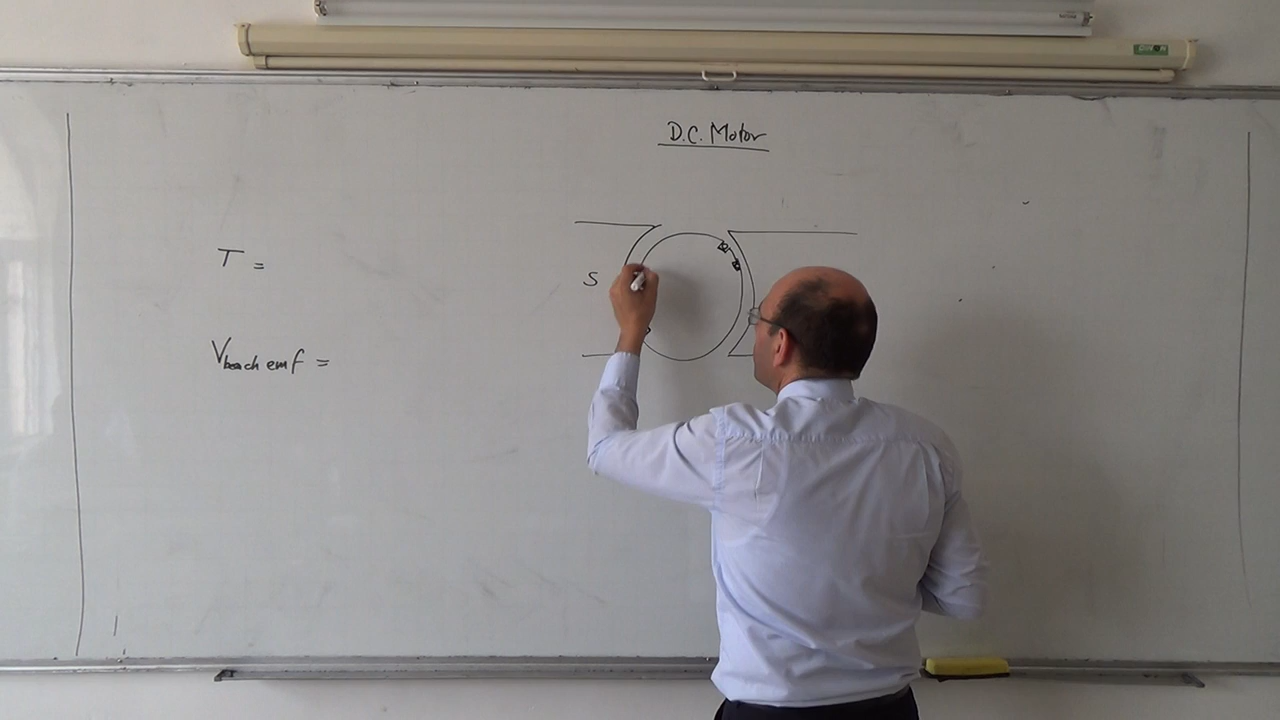 D.C. Motor
T =
S
Vback emf =